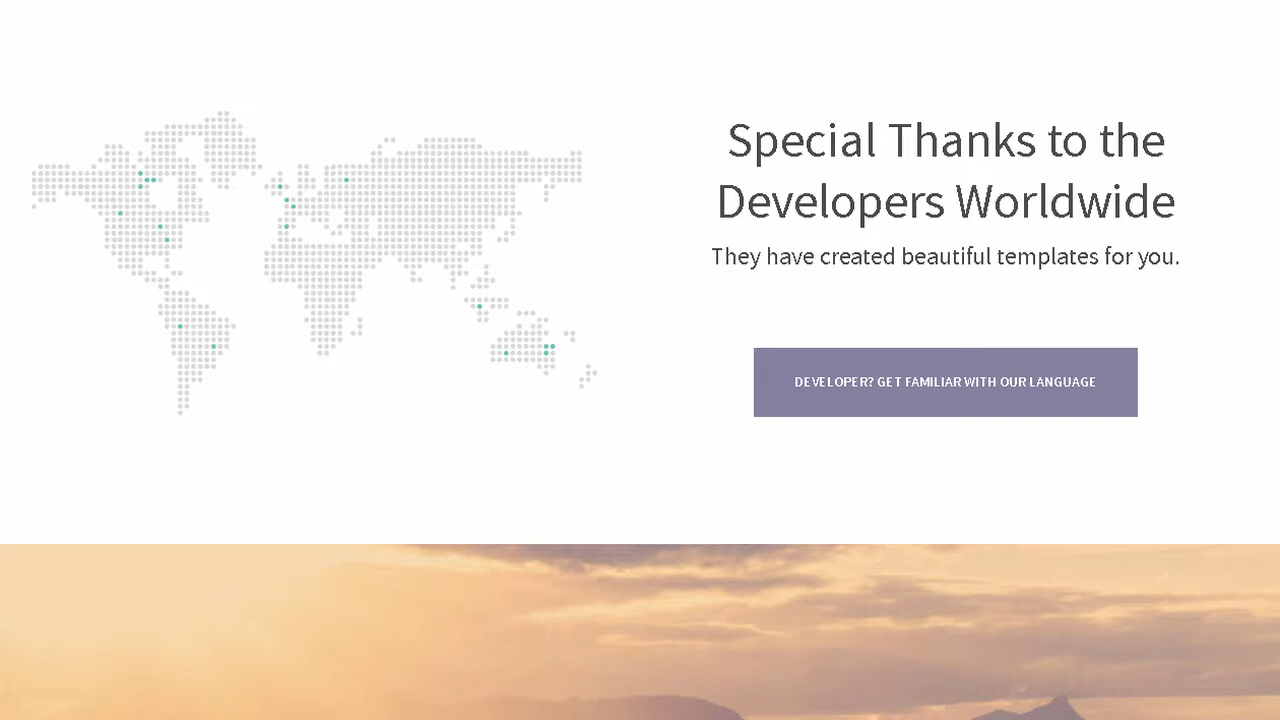 Special Thanks to the
Developers Worldwide
They have created beautiful templates for you.
DEVELOPER? GET FAMILIAR WITH OUR LANGUAGE